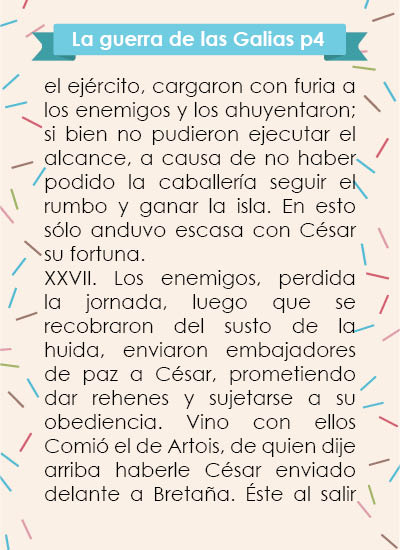 La guerra de las Galias p4
el ejército, cargaron con furia a
los enemigos y los ahuyentaron;
si bien no pudieron ejecutar el
alcance, a causa de no haber
podido la caballería seguir el
rumbo y ganar la isla. En esto
sólo anduvo escasa con César
su fortuna.
XXVII. Los enemigos, perdida
la jornada, luego que se
recobraron del susto de la
huida, enviaron embajadores
de paz a César, prometiendo
dar rehenes y sujetarse a su
obediencia. Vino con ellos
Comió el de Artois, de quien dije
arriba haberle César enviado
delante a Bretaña. Éste al salir